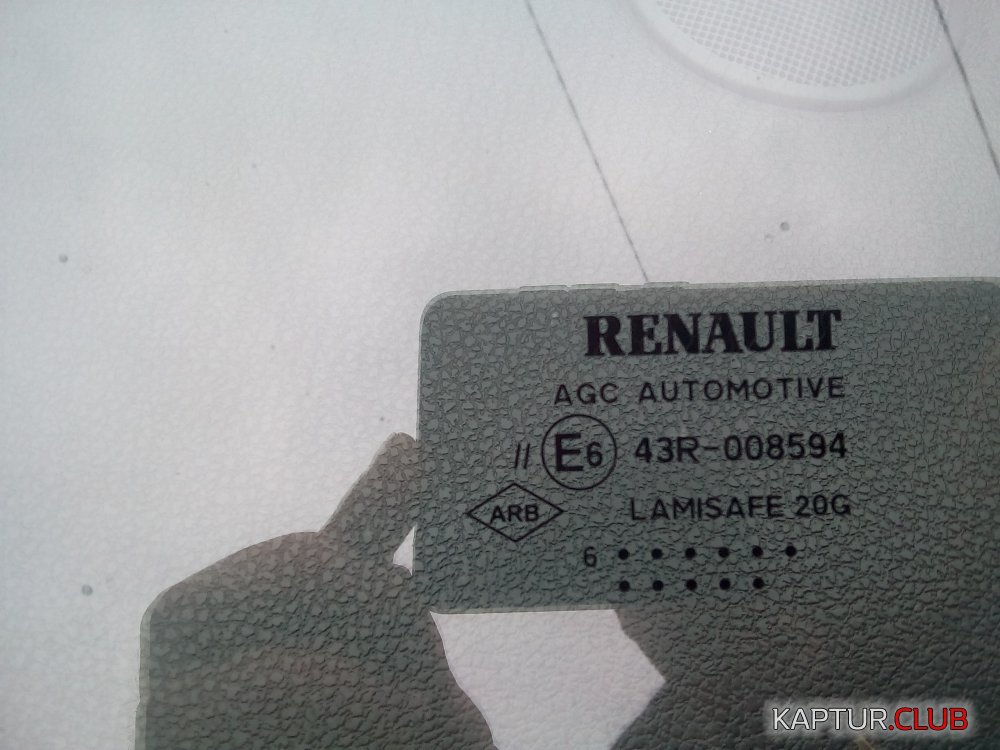 RENAULT
AGC AUTOMOTIVE
// E6 43R-008594
ARB LAMISAFE 20G
6 • • • • • •
• • • • •
KAPTUR.CLUB